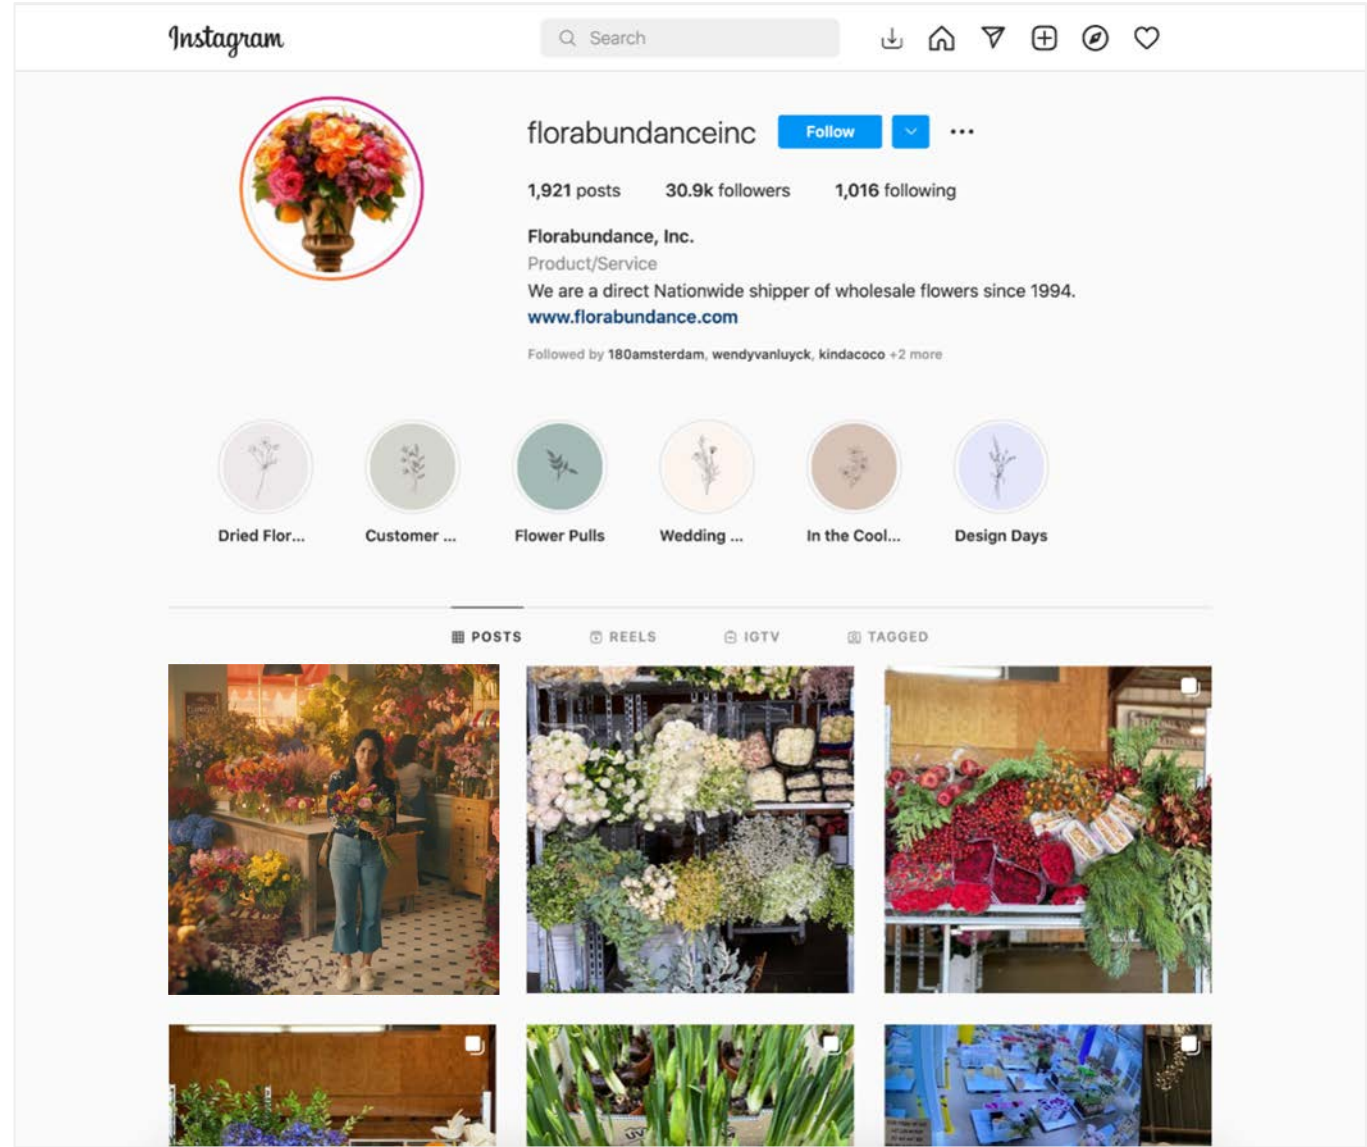 Instagram
Search
florabundanceinc Follow
1,921 posts 30.9k followers 1,016 following
Florabundance, Inc.
Product/Service
We are a direct Nationwide shipper of wholesale flowers since 1994.
www.florabundance.com
Followed by 180amsterdam, wendyvanluyck, kindacoco +2 more
Dried Flor... Customer ... Flower Pulls Wedding ... In the Cool... Design Days
POSTS REELS IGTV TAGGED